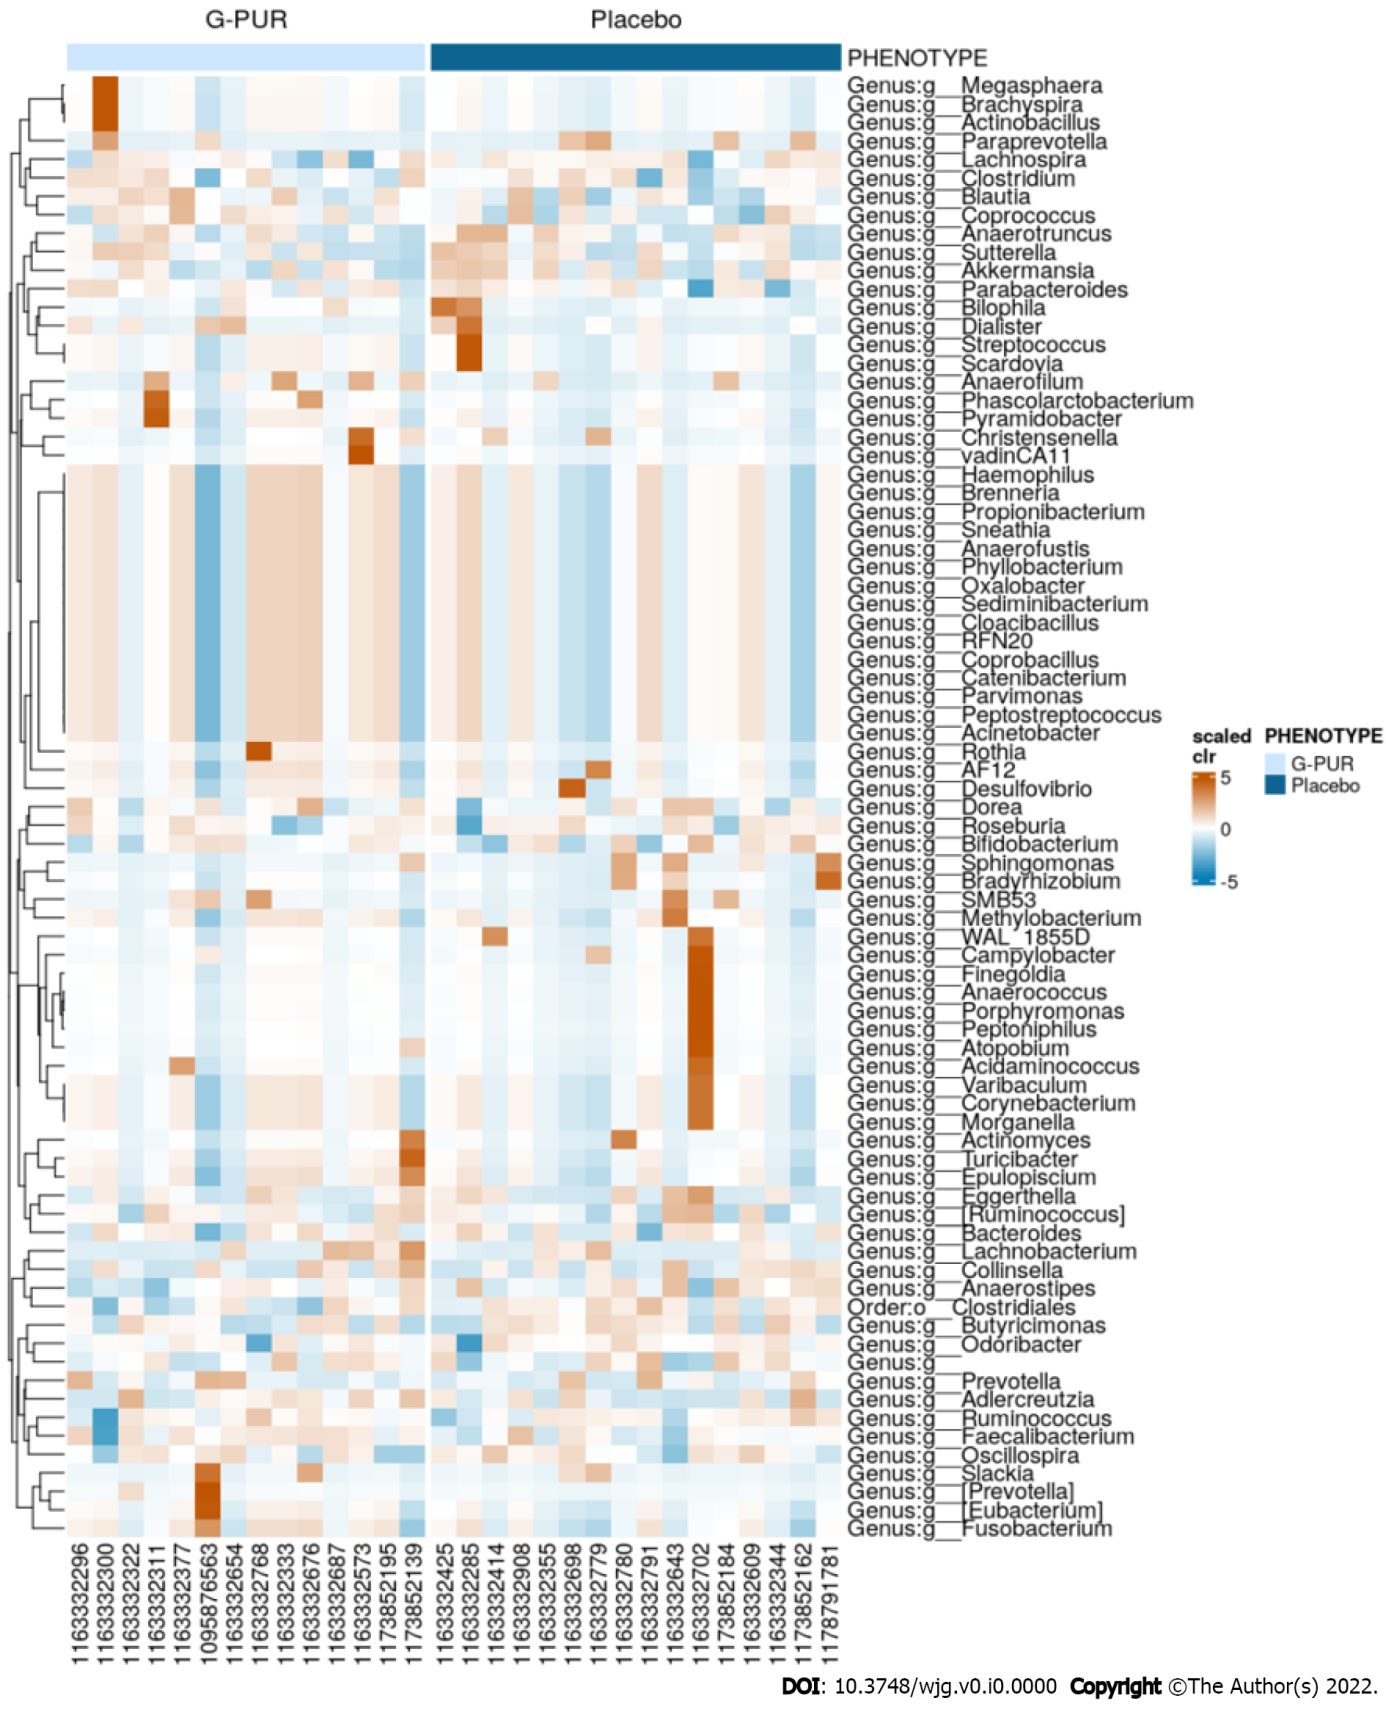 G-PUR Placebo
PHENOTYPE
Genus:g__Megasphaera
Genus:g__Brachyspira
Genus:g__Actinobacillus
Genus:g__Paraprevotella
Genus:g__Lachnospira
Genus:g__Clostridium
Genus:g__Blautia
Genus:g__Coprococcus
Genus:g__Anaerotruncus
Genus:g__Sutterella
Genus:g__Akkermansia
Genus:g__Parabacteroides
Genus:g__Bilophila
Genus:g__Dialister
Genus:g__Streptococcus
Genus:g__Scardovia
Genus:g__Anaerofilum
Genus:g__Phascolarctobacterium
Genus:g__Pyramidobacter
Genus:g__Christensenella
Genus:g__vadinCA11
Genus:g__Haemophilus
Genus:g__Brenneria
Genus:g__Propionibacterium
Genus:g__Sneathia
Genus:g__Anaerofustis
Genus:g__Phyllobacterium
Genus:g__Oxalobacter
Genus:g__Sediminibacterium
Genus:g__Cloacibacillus
Genus:g__RFN20
Genus:g__Coprobacillus
Genus:g__Catenibacterium
Genus:g__Parvimonas
Genus:g__Peptostreptococcus
Genus:g__Acinetobacter
Genus:g__Rothia
Genus:g__AF12
Genus:g__Desulfovibrio
Genus:g__Dorea
Genus:g__Roseburia
Genus:g__Bifidobacterium
Genus:g__Sphingomonas
Genus:g__Bradyrhizobium
Genus:g__SMB53
Genus:g__Methylobacterium
Genus:g__WAL_1855D
Genus:g__Campylobacter
Genus:g__Finegoldia
Genus:g__Anaerococcus
Genus:g__Porphyromonas
Genus:g__Peptoniphilus
Genus:g__Atopobium
Genus:g__Acidaminococcus
Genus:g__Varibaculum
Genus:g__Corynebacterium
Genus:g__Morganella
Genus:g__Actinomyces
Genus:g__Turicibacter
Genus:g__Epulopiscium
Genus:g__Eggerthella
Genus:g__[Ruminococcus]
Genus:g__Bacteroides
Genus:g__Lachnobacterium
Genus:g__Collinsella
Genus:g__Anaerostipes
Order:o__Clostridiales
Genus:g__Butyricimonas
Genus:g__Odoribacter
Genus:g__
Genus:g__Prevotella
Genus:g__Adlercreutzia
Genus:g__Ruminococcus
Genus:g__Faecalibacterium
Genus:g__Oscillospira
Genus:g__Slackia
Genus:g__[Prevotella]
Genus:g__[Eubacterium]
Genus:g__Fusobacterium
scaled clr
5
0
-5
PHENOTYPE
G-PUR
Placebo
1163332296
1163332300
1163332322
1163332311
1163332377
1095876563
1163332654
1163332768
1163332333
1163332676
1163332687
1163332573
1173852195
1173852139
1163332425
1163332285
1163332414
1163332908
1163332355
1163332698
1163332779
1163332780
1163332791
1163332643
1163332702
1173852184
1163332609
1163332344
1173852162
1178791781
DOI: 10.3748/wjg.v0.i0.0000 Copyright ©The Author(s) 2022.